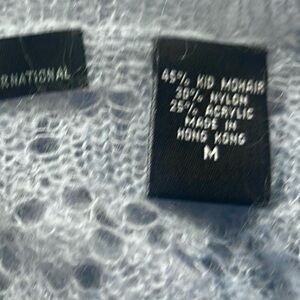 ERNATIONAL
45% KID MOHAIR
30% NYLON
25% ACRYLIC
MADE IN
HONG KONG
M